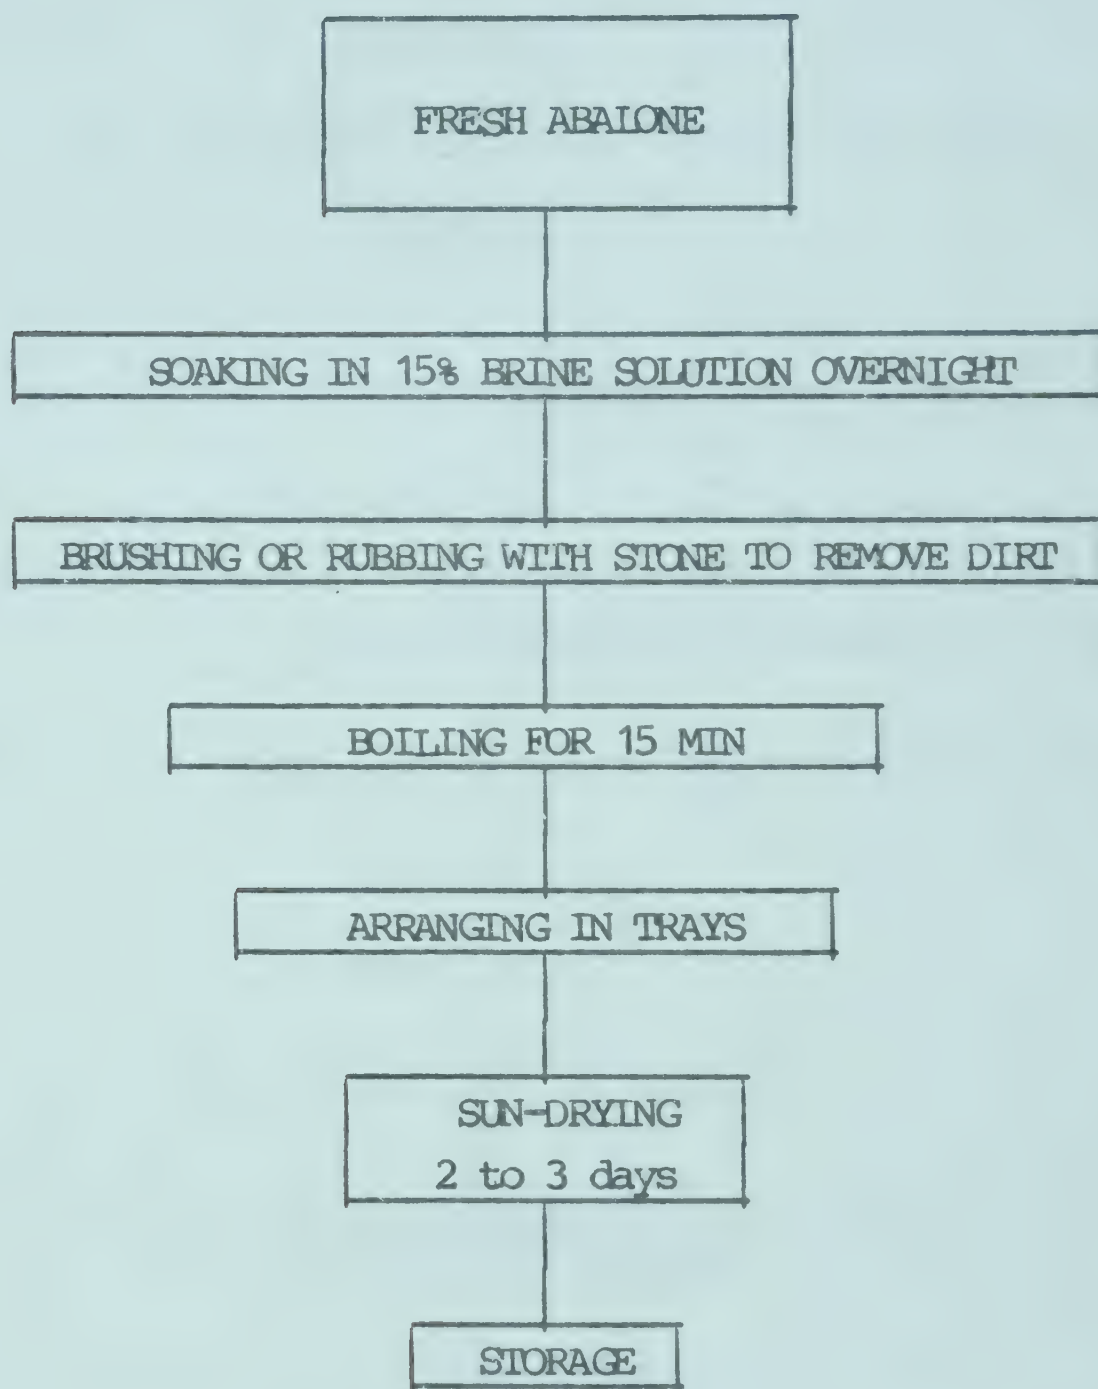 FRESH ABALONE
SOAKING IN 15% BRINE SOLUTION OVERNIGHT
BRUSHING OR RUBBING WITH STONE TO REMOVE DIRT
BOILING FOR 15 MIN
ARRANGING IN TRAYS
SUN-DRYING
2 to 3 days
STORAGE